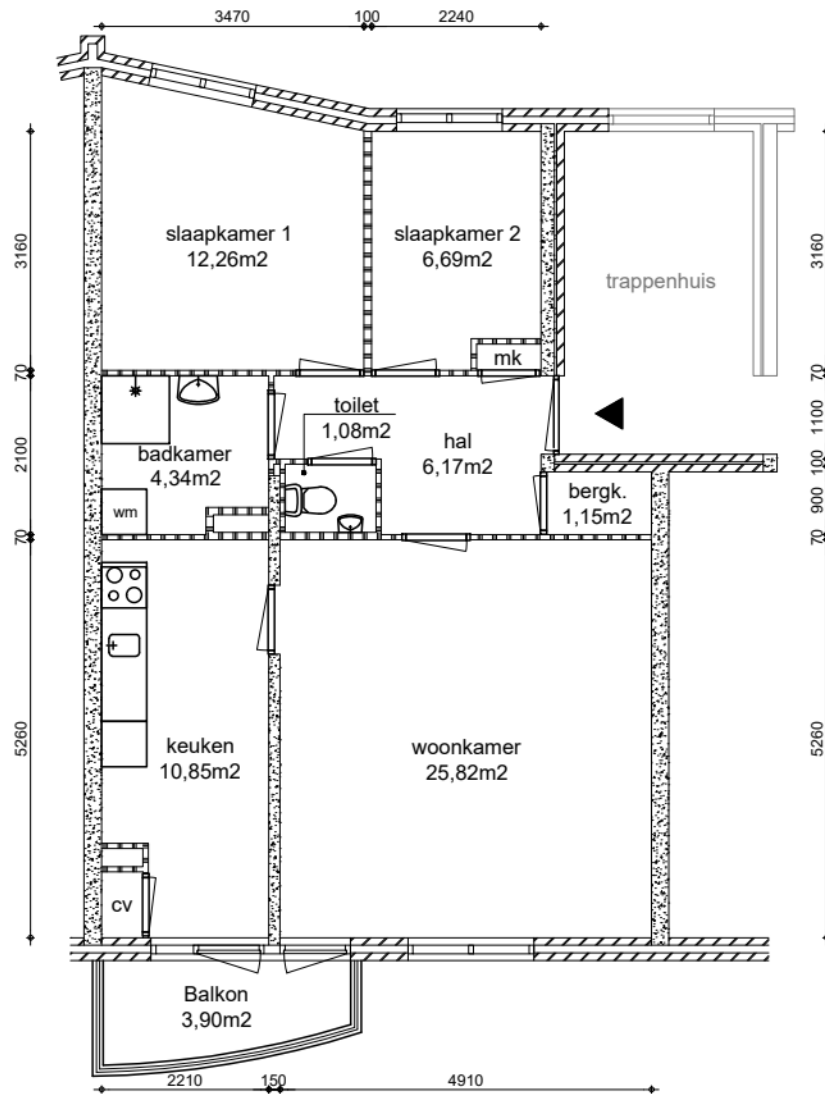 3470
100
2240
slaapkamer 1
12,26m2
slaapkamer 2
6,69m2
trappenhuis
mk
3160
3160
70
70
toilet
1,08m2
badkamer
4,34m2
hal
6,17m2
wm
bergk.
1,15m2
2100
1100
100
900
70
70
keuken
10,85m2
woonkamer
25,82m2
5260
5260
cv
Balkon
3,90m2
2210
150
4910